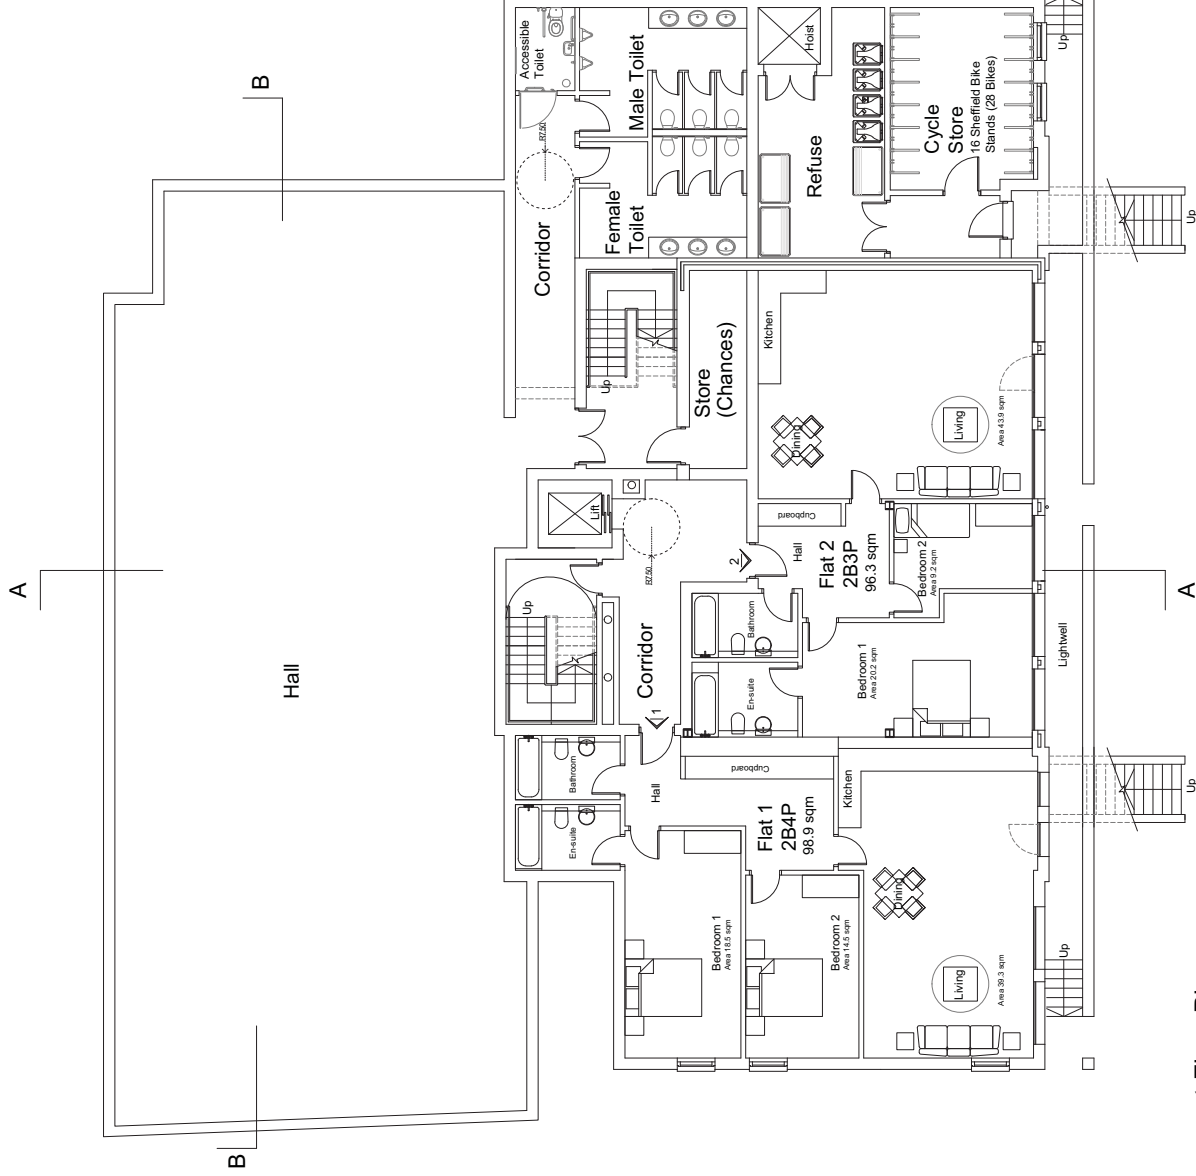 A
B
B
Hall
Accessible
Toilet
Corridor
R750
Up
Lift
En-suite
Bathroom
Up
Female
Toilet
Male Toilet
Corridor
R750
1
Hall
Store
(Chances)
Bedroom 1
Area 18.5 sqm
2
En-suite
Bathroom
Cupboard
Flat 1
2B4P
98.9 sqm
Hall
Cupboard
Kitchen
Dining
Refuse
Hoist
Flat 2
2B3P
96.3 sqm
Bedroom 2
Area 14.5 sqm
Kitchen
Bedroom 1
Area 20.2 sqm
Dining
Bedroom 2
Area 9.2 sqm
Cycle
Store
16 Sheffield Bike
Stands (28 Bikes)
Living
Area 39.3 sqm
Living
Area 43.9 sqm
Up
Lightwell
Up
Up
Up
A